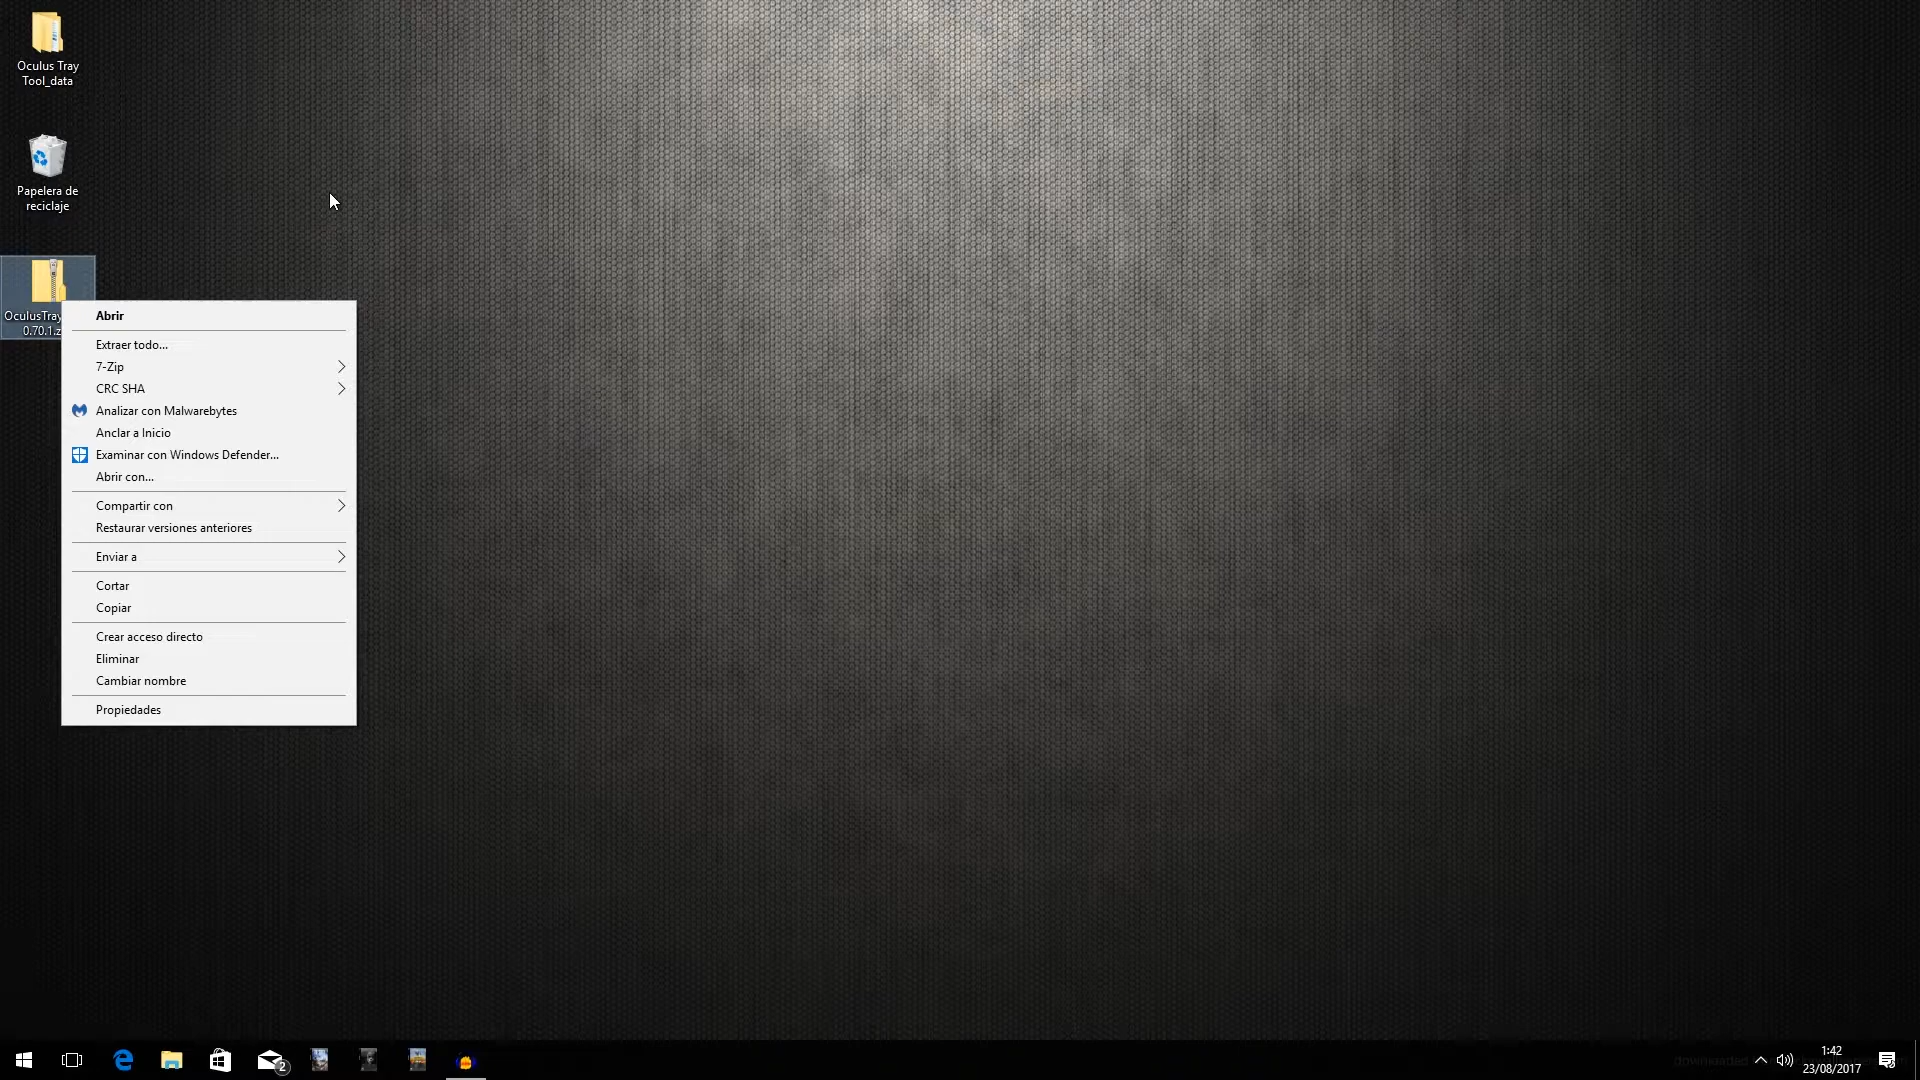 Oculus Tray
Tool_data
Papelera de
reciclaje
OculusTray
0.70.1.z
Abrir
Extraer todo...
7-Zip
CRC SHA
Analizar con Malwarebytes
Anclar a Inicio
Examinar con Windows Defender...
Abrir con...
Compartir con
Restaurar versiones anteriores
Enviar a
Cortar
Copiar
Crear acceso directo
Eliminar
Cambiar nombre
Propiedades
2
downloaded
1:42
23/08/2017